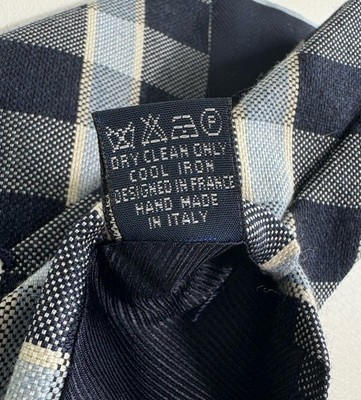 DRY CLEAN ONLY
COOL IRON
DESIGNED IN FRANCE
HAND MADE
IN ITALY